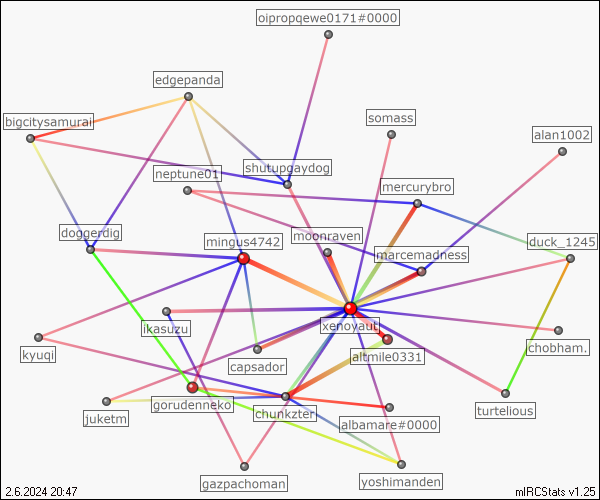 oipropqewe0171#0000
edgepanda
bigcitysamurai
somass
alan1002
shutupgaydog
neptune01
mercurybro
doggerdig
mingus4742
moonraven
marcemadness
duck_1245
ikasuzu
xenoyaut
chobham.
kyuqi
capsador
altmile0331
juketm
gorudenneko
chunkzter
albamare#0000
turtelious
gazpachoman
yoshimanden
2.6.2024 20:47
mIRCStats v1.25